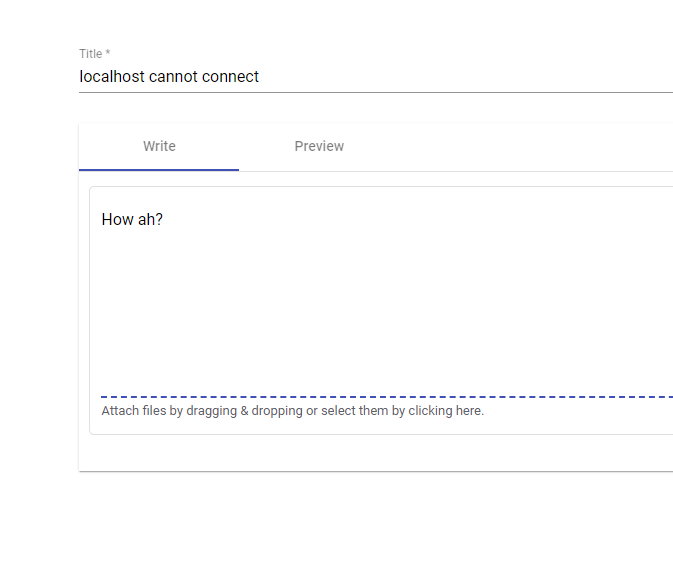 Title *
localhost cannot connect
Write
Preview
How ah?
Attach files by dragging & dropping or select them by clicking here.